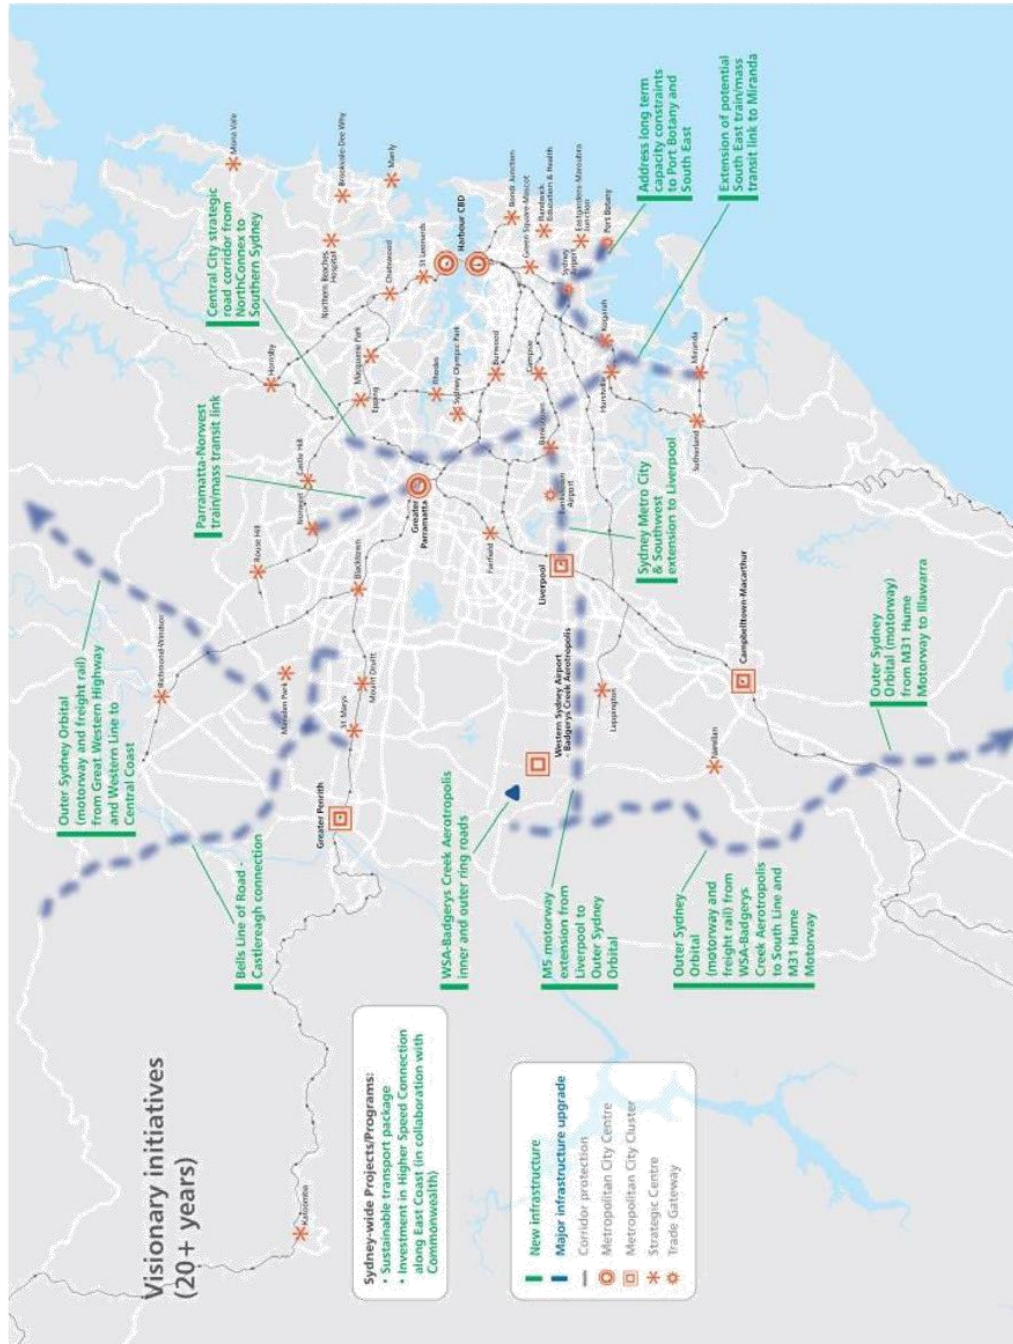 Visionary initiatives
(20+ years)
Sydney-wide Projects/Programs:
• Sustainable transport package
• Investment in Higher Speed Connection
along East Coast (in collaboration with
Commonwealth)
New infrastructure
Major infrastructure upgrade
Corridor protection
Metropolitan City Centre
Metropolitan City Cluster
Strategic Centre
Trade Gateway
Outer Sydney Orbital
(motorway and freight rail)
from Great Western Highway
and Western Line to
Central Coast
Bells Line of Road -
Castlereagh connection
WSA-Badgerys Creek Aerotropolis
inner and outer ring roads
M5 motorway
extension from
Liverpool to
Outer Sydney
Orbital
Outer Sydney
Orbital
(motorway and
freight rail) from
WSA-Badgerys
Creek Aerotropolis
to South Line and
M31 Hume
Motorway
Outer Sydney
Orbital (motorway)
from M31 Hume
Motorway to Illawarra
Sydney Metro City
& Southwest
extension to Liverpool
Parramatta-Norwest
train/mass transit link
Central City strategic
road corridor from
NorthConnex to
Southern Sydney
Address long term
capacity constraints
to Port Botany and
South East
Extension of potential
South East train/mass
transit link to Miranda
Katoomba
Greater Penrith
St Marys
Mount Druitt
Marsden Park
Richmond-Windsor
Blacktown
Rouse Hill
Norwest
Castle Hill
Greater
Parramatta
Hornsby
Epping
Macquarie Park
Chatswood
St Leonards
Northern Beaches
Hospital
Brookvale-Dee Why
Mona Vale
Manly
Harbour CBD
Rhodes
Sydney Olympic Park
Burwood
Campsie
Bankstown
Bankstown
Airport
Fairfield
Liverpool
Western Sydney Airport
- Badgerys Creek Aerotropolis
Leppington
Narellan
Campbelltown-Macarthur
Bondi Junction
Randwick
Education & Health
Green Square-Mascot
Eastgardens-Maroubra
Junction
Sydney
Airport
Port Botany
Kogarah
Hurstville
Miranda
Sutherland